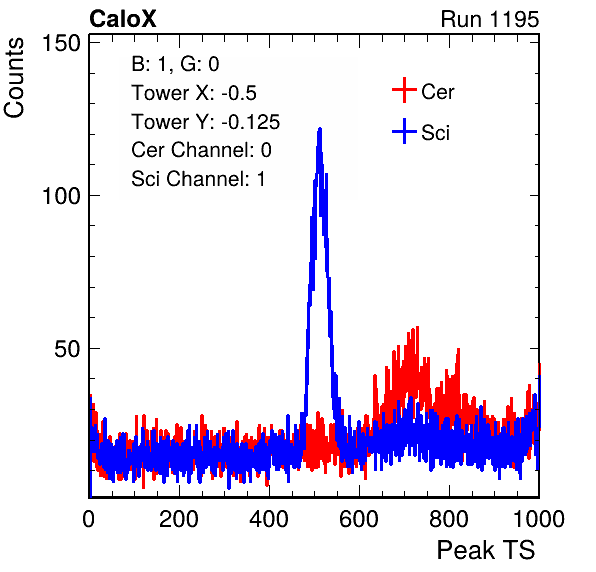 CaloX Run 1195
150
Counts
B: 1, G: 0
Tower X: -0.5
Tower Y: -0.125
Cer Channel: 0
Sci Channel: 1
Cer
Sci
100
50
0 200 400 600 800 1000
Peak TS